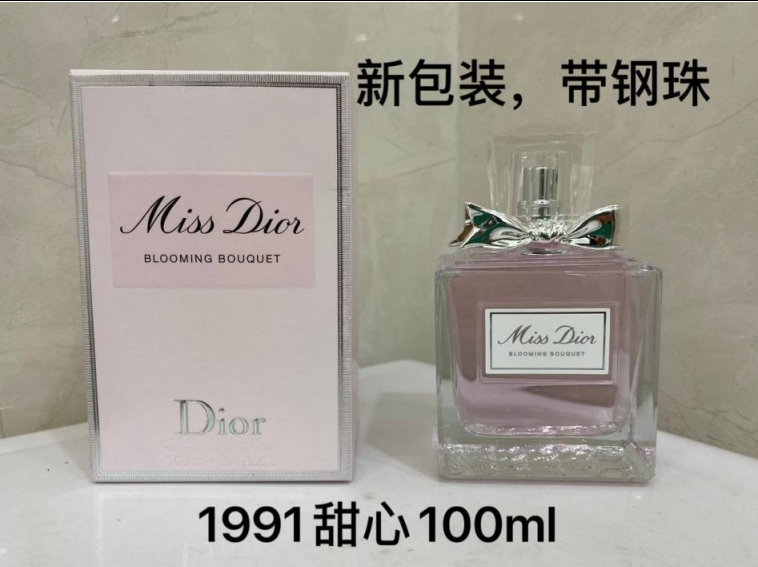 新包装，带钢珠
Miss Dior
BLOOMING BOUQUET
Dior
Miss Dior
BLOOMING BOUQUET
1991甜心100ml